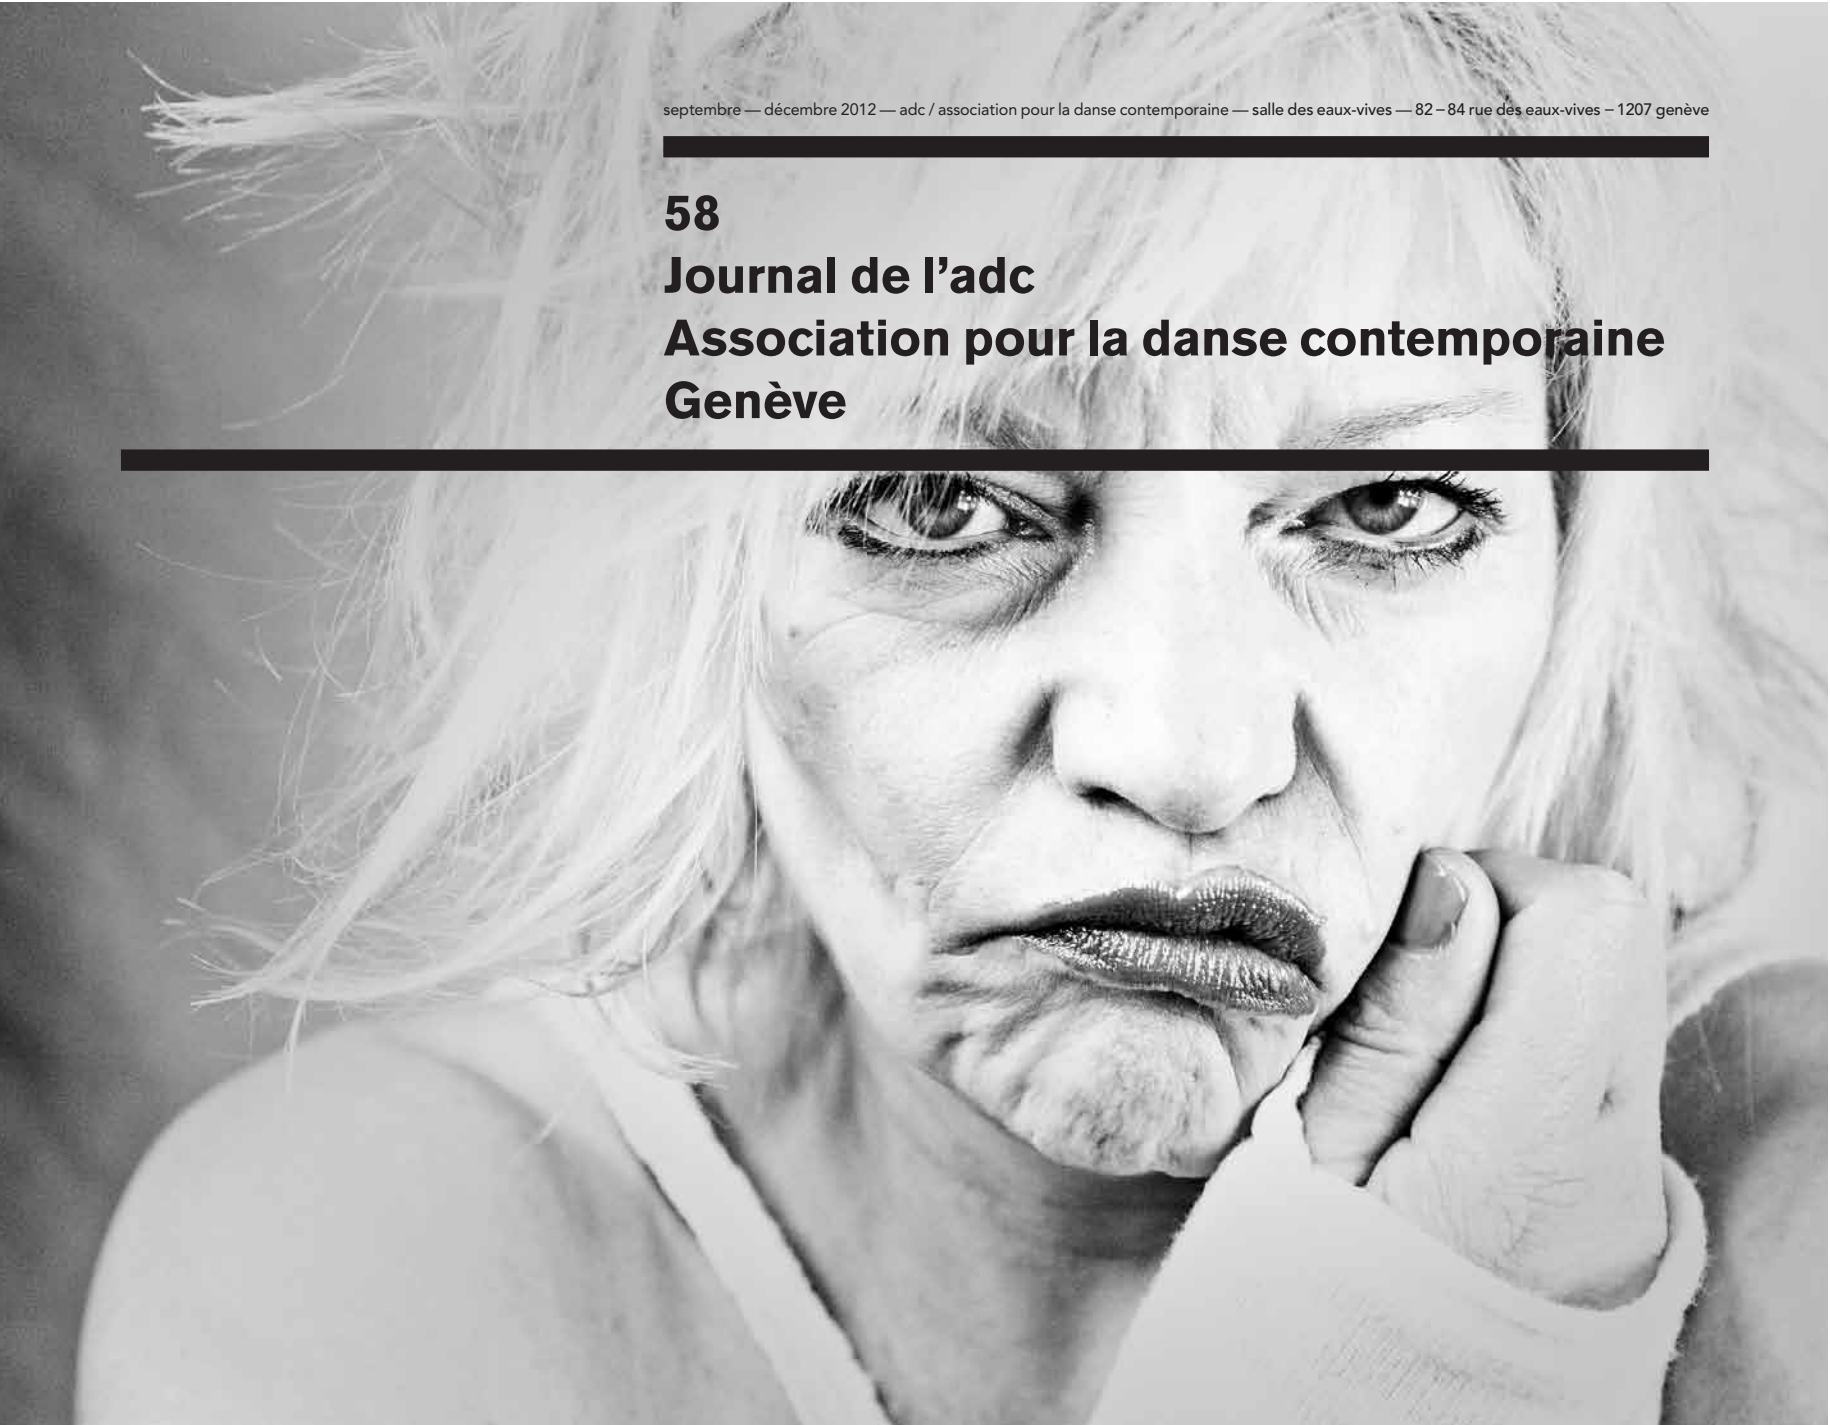 septembre — décembre 2012 — adc / association pour la danse contemporaine — salle des eaux-vives — 82 – 84 rue des eaux-vives – 1207 genève
58
Journal de l’adc
Association pour la danse contemporaine
Genève